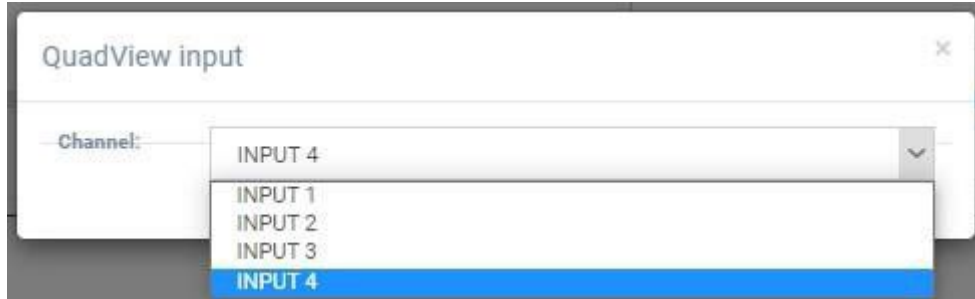 QuadView input
×
Channel:
INPUT 4
INPUT 1
INPUT 2
INPUT 3
INPUT 4